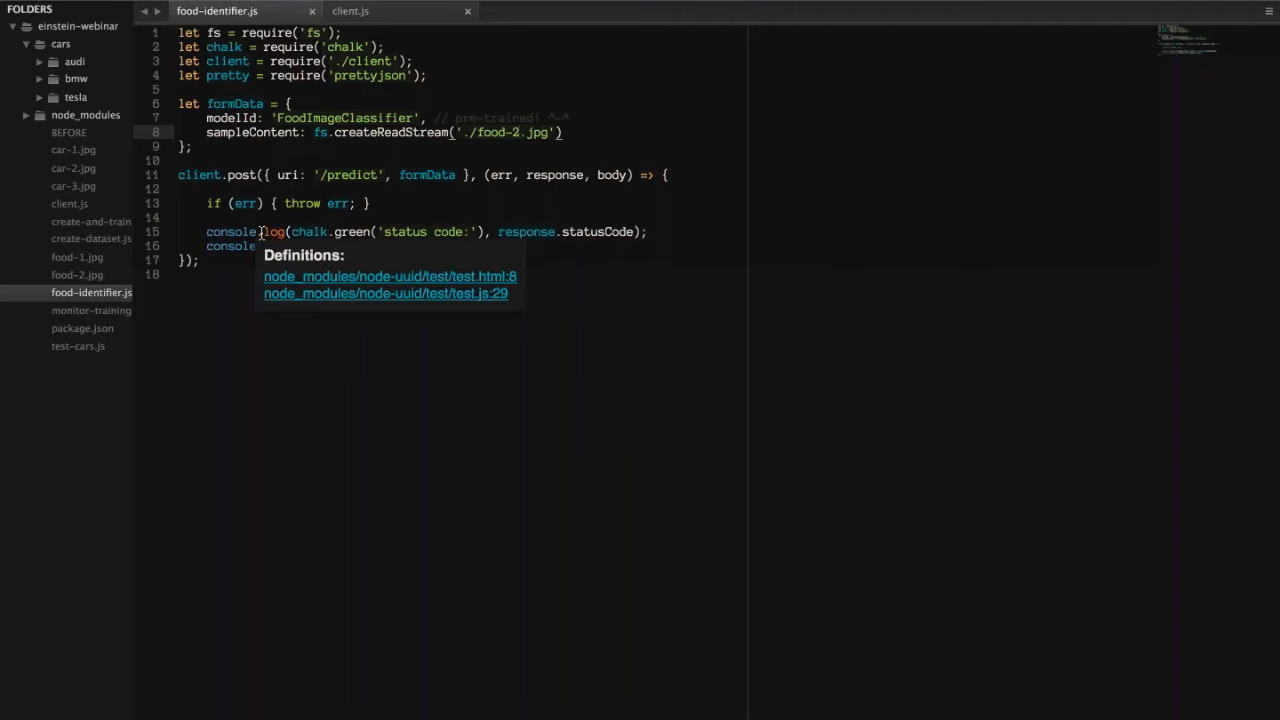 FOLDERS
einstein-webinar
cars
audi
bmw
tesla
node_modules
BEFORE
car-1.jpg
car-2.jpg
car-3.jpg
client.js
create-and-train
create-dataset.js
food-1.jpg
food-2.jpg
food-identifier.js
monitor-training
package.json
test-cars.js
food-identifier.js
client.js
1 let fs = require('fs');
2 let chalk = require('chalk');
3 let client = require('./client');
4 let pretty = require('prettyjson');
5
6 let formData = {
7 modelId: 'FoodImageClassifier', // pre-trained! ^~^
8 sampleContent: fs.createReadStream('./food-2.jpg')
9 };
10
11 client.post({ uri: '/predict', formData }, (err, response, body) => {
12
13 if (err) { throw err; }
14
15 console.log(chalk.green('status code:'), response.statusCode);
16 console
17 });
18
Definitions:
node_modules/node-uuid/test/test.html:8
node_modules/node-uuid/test/test.js:29